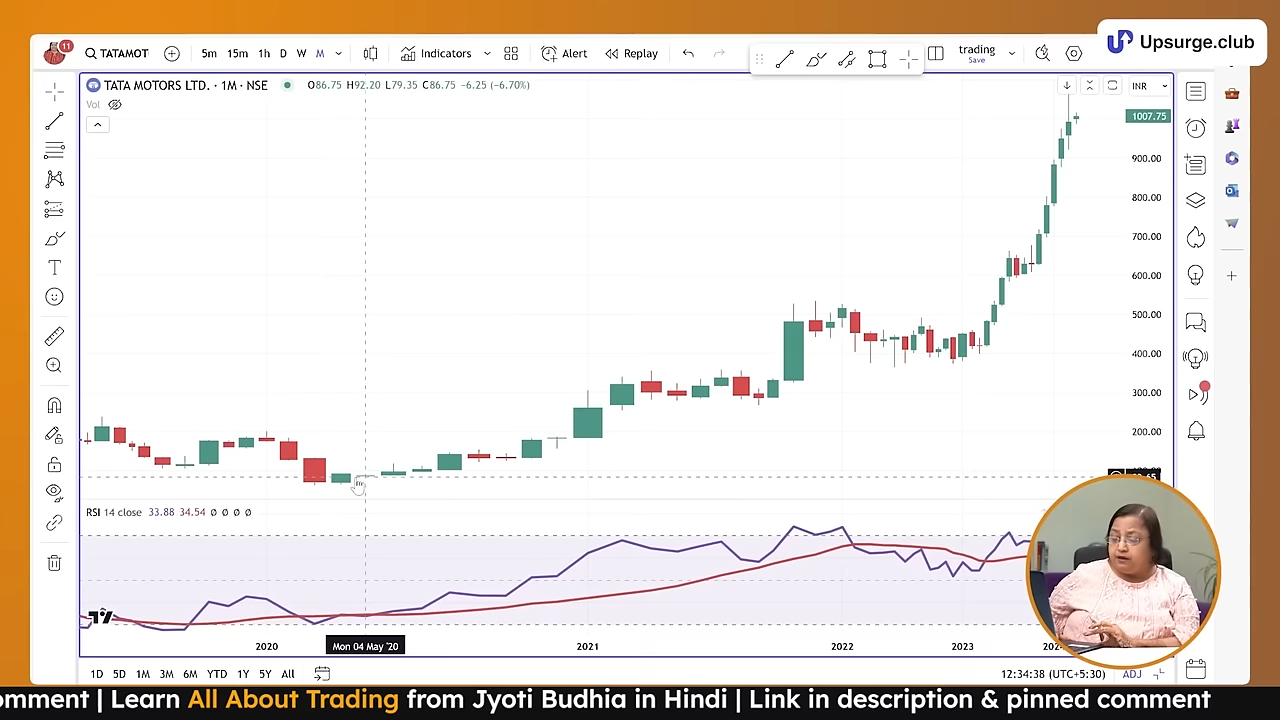 Upsurge.club
11
TATAMOT
5m 15m 1h D W M
Indicators
Alert
Replay
trading
Save
TATA MOTORS LTD. · 1M · NSE
O86.75 H92.20 L79.35 C86.75 −6.25 (−6.70%)
INR
Vol
1007.75
900.00
800.00
700.00
600.00
500.00
400.00
300.00
200.00
RSI 14 close 33.88 34.54 Ø Ø Ø Ø
2020
Mon 04 May '20
2021
2022
2023
1D 5D 1M 3M 6M YTD 1Y 5Y All
12:34:38 (UTC+5:30)
ADJ
omment | Learn All About Trading from Jyoti Budhia in Hindi | Link in description & pinned comment